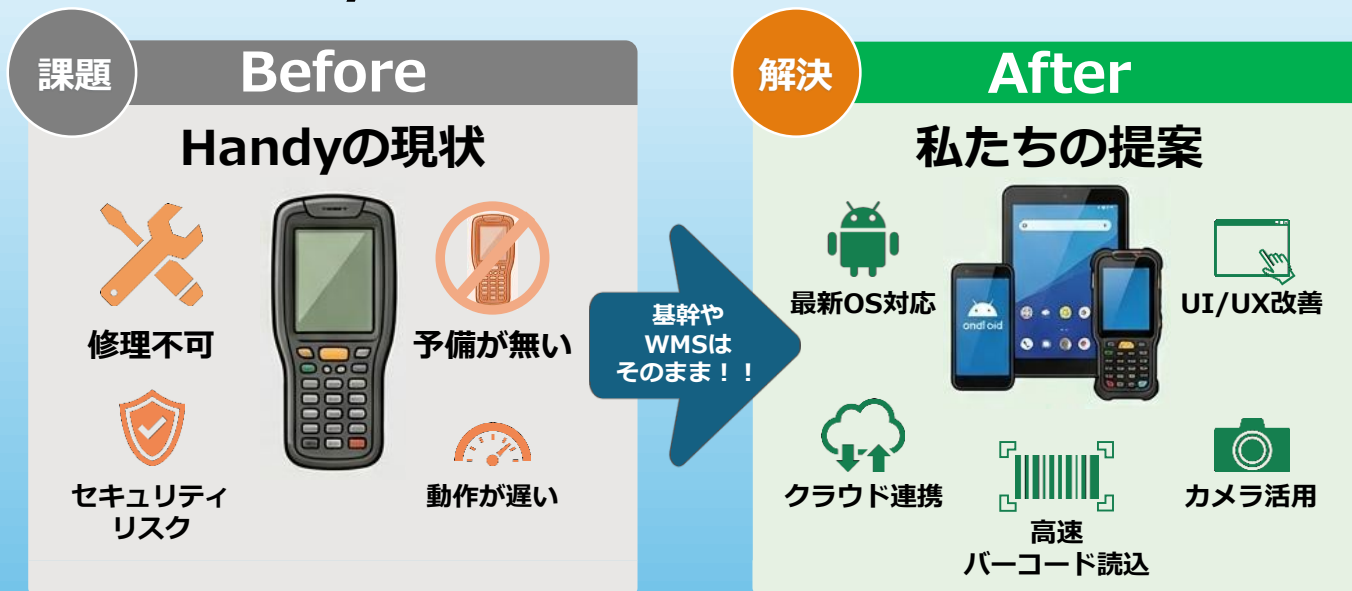 課題
Before
Handyの現状
修理不可
予備が無い
セキュリティ
リスク
動作が遅い
基幹や
WMSは
そのまま！！
解決
After
私たちの提案
最新OS対応
UI/UX改善
クラウド連携
高速
バーコード読込
カメラ活用